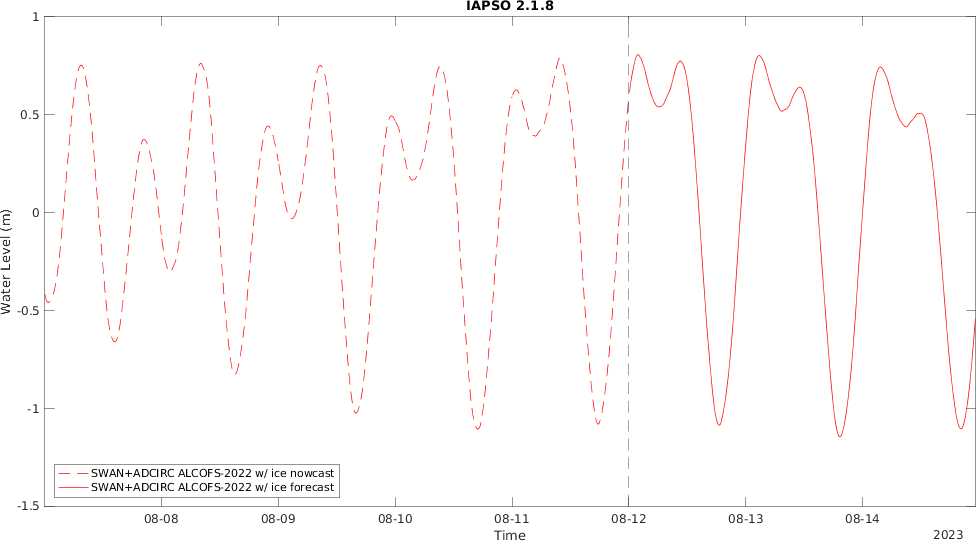 IAPSO 2.1.8
1
0.5
0
-0.5
-1
-1.5
Water Level (m)
SWAN+ADCIRC ALCOFS-2022 w/ ice nowcast
SWAN+ADCIRC ALCOFS-2022 w/ ice forecast
08-08 08-09 08-10 08-11 08-12 08-13 08-14
Time
2023